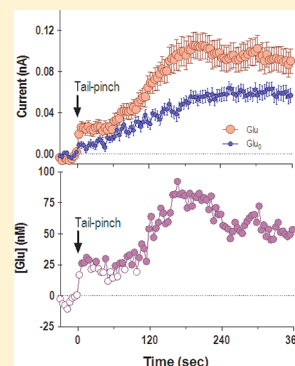 0.12
Tail-pinch
0.08
0.04
Glu
Glu₀
0.00
Current (nA)
100
Tail-pinch
75
50
25
0
-25
[Glu] (nM)
0 120 240 36
Time (sec)